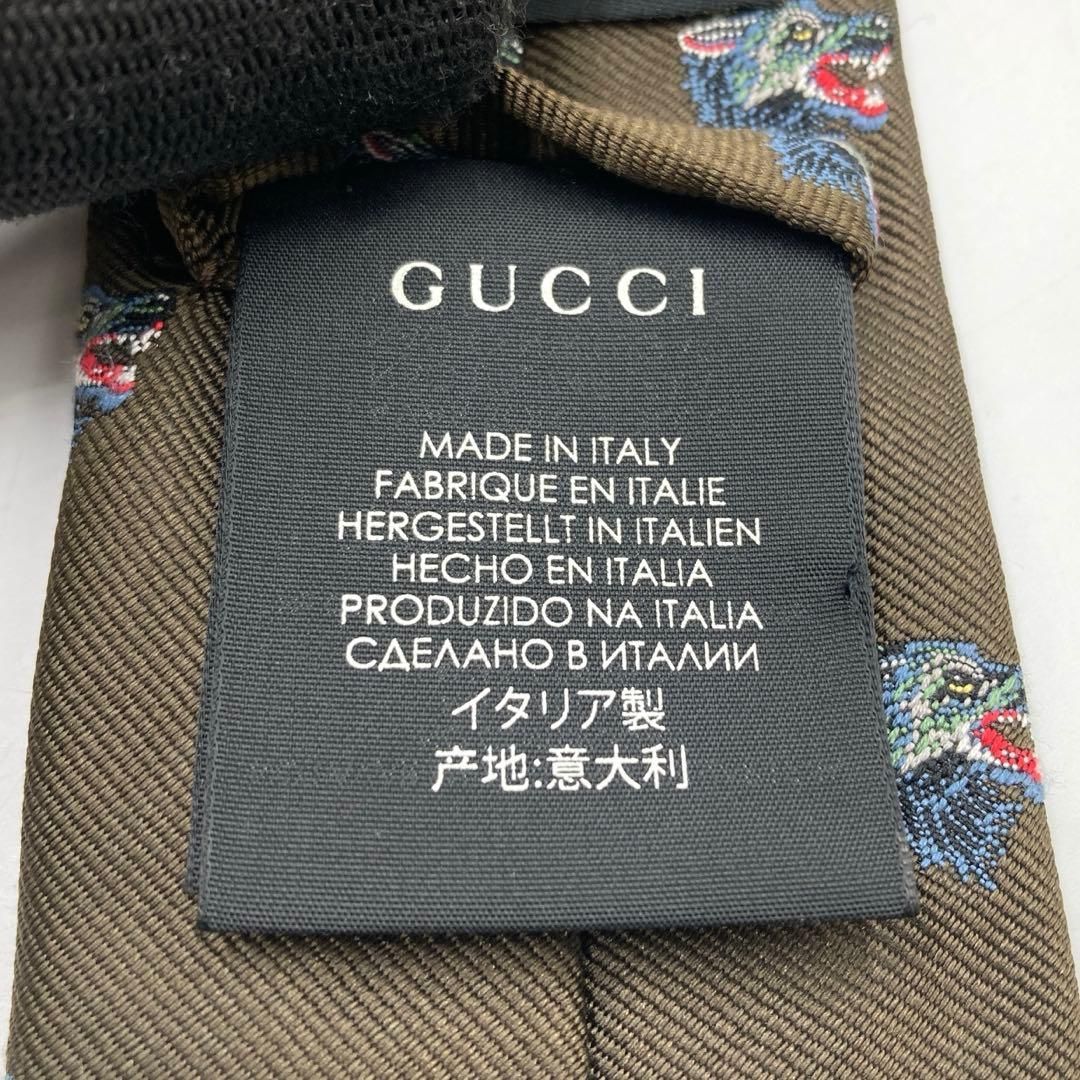 GUCCI
MADE IN ITALY
FABRIQUE EN ITALIE
HERGESTELLT IN ITALIEN
HECHO EN ITALIA
PRODUZIDO NA ITALIA
СДЕЛАНО В ИТАЛИИ
イタリア製
产地:意大利